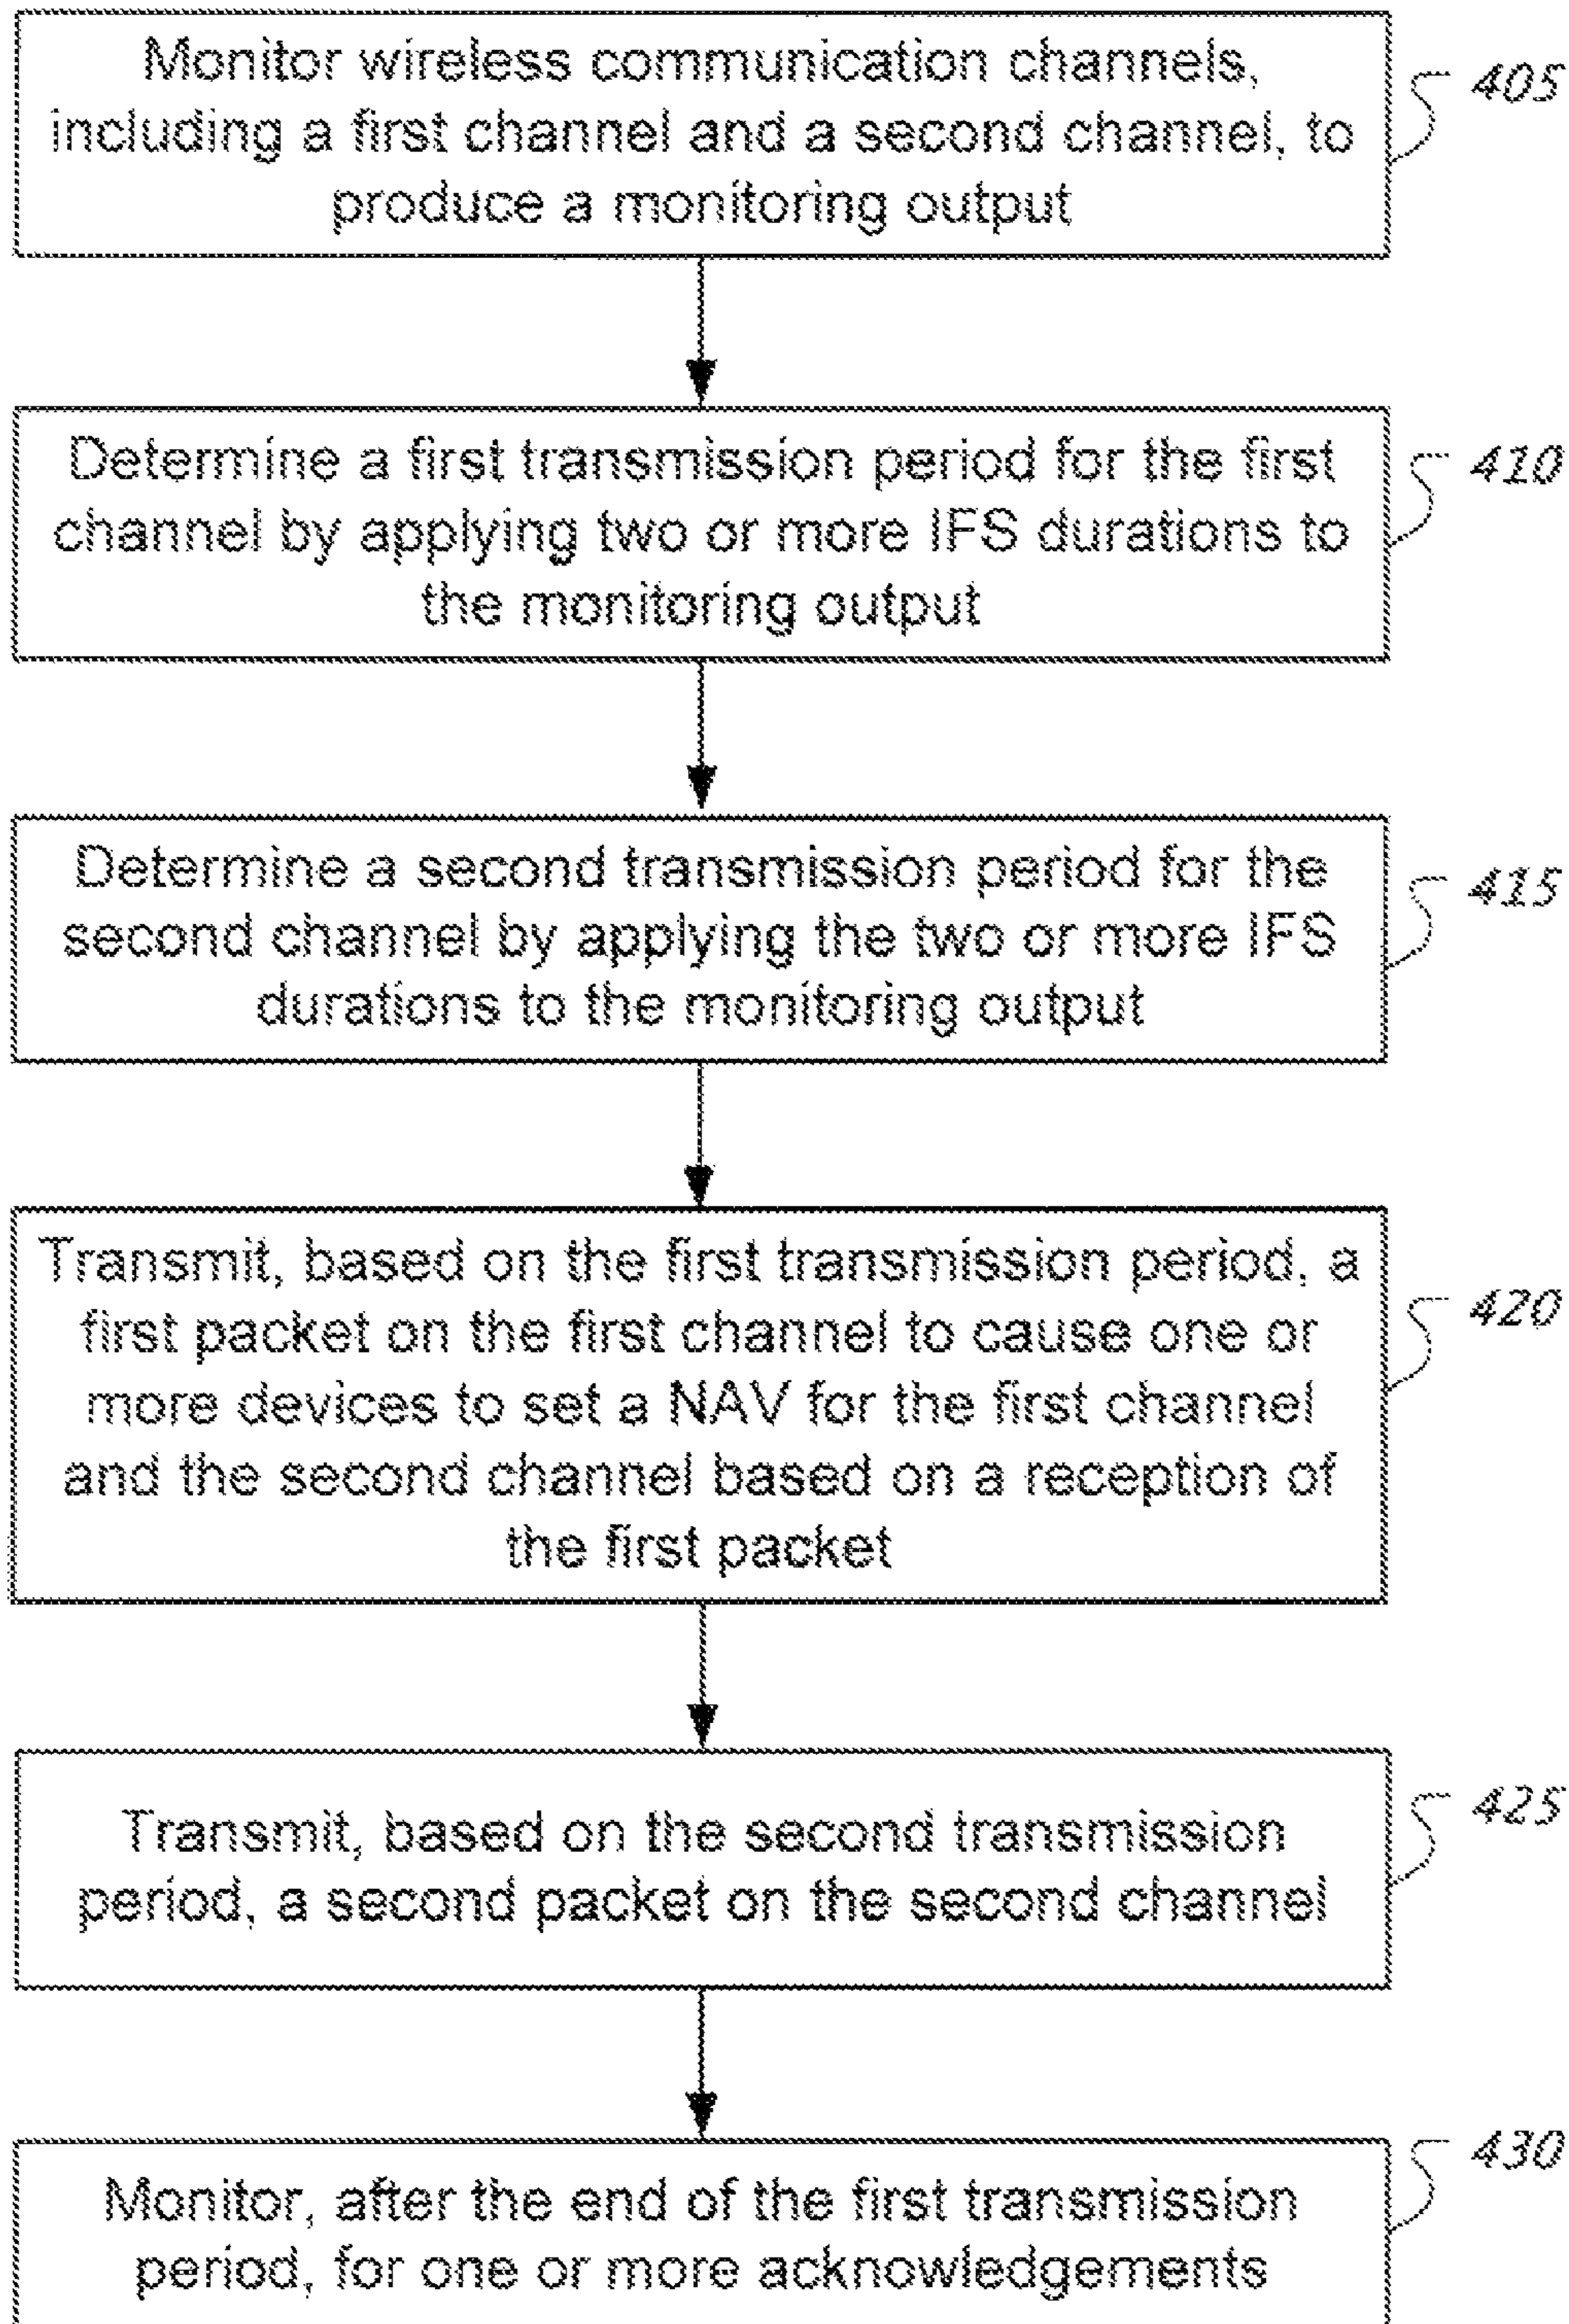 Monitor wireless communication channels,
including a first channel and a second channel, to
produce a monitoring output
405
Determine a first transmission period for the first
channel by applying two or more IFS durations to
the monitoring output
410
Determine a second transmission period for the
second channel by applying the two or more IFS
durations to the monitoring output
415
Transmit, based on the first transmission period, a
first packet on the first channel to cause one or
more devices to set a NAV for the first channel
and the second channel based on a reception of
the first packet
420
Transmit, based on the second transmission
period, a second packet on the second channel
425
Monitor, after the end of the first transmission
period, for one or more acknowledgements
430